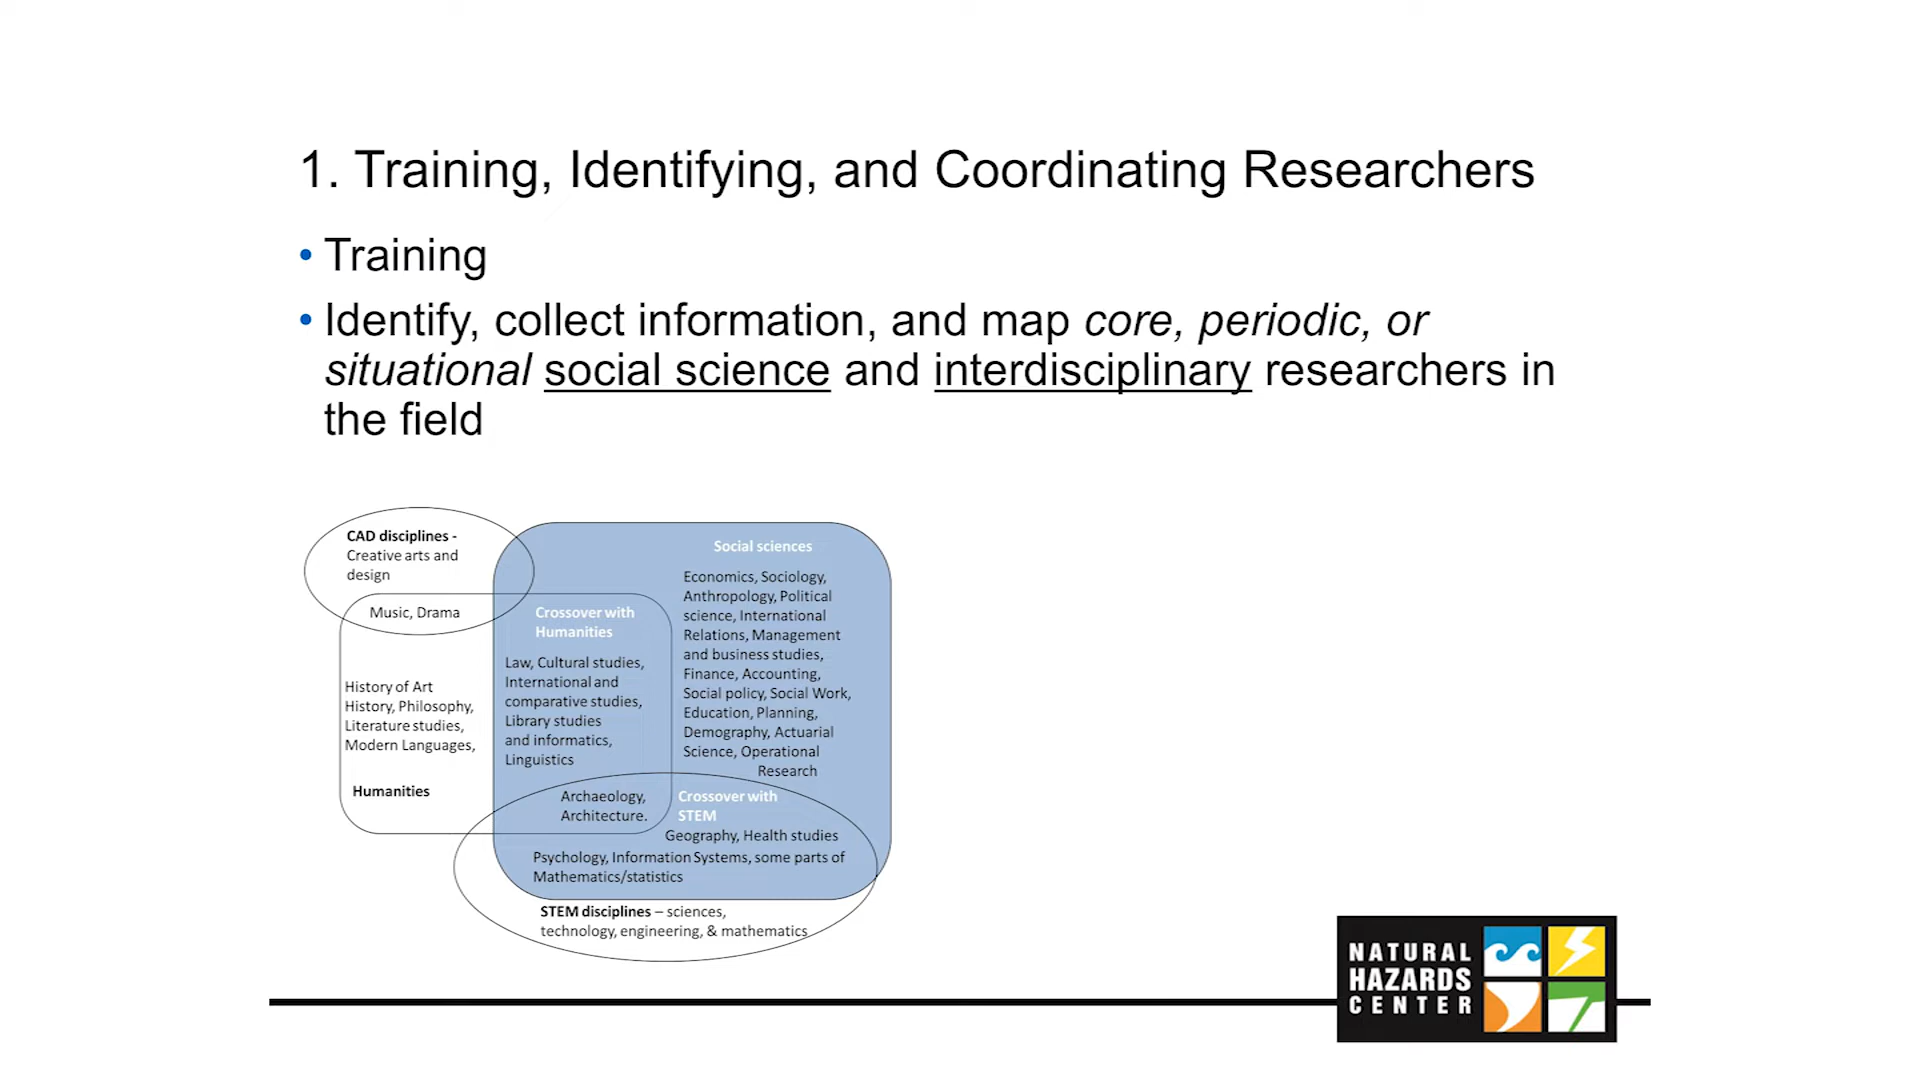 1. Training, Identifying, and Coordinating Researchers
• Training
• Identify, collect information, and map core, periodic, or
situational social science and interdisciplinary researchers in
the field
CAD disciplines -
Creative arts and
design
Music, Drama
History of Art
History, Philosophy,
Literature studies,
Modern Languages,
Humanities
Crossover with
Humanities
Law, Cultural studies,
International and
comparative studies,
Library studies
and informatics,
Linguistics
Archaeology,
Architecture.
Social sciences
Economics, Sociology,
Anthropology, Political
science, International
Relations, Management
and business studies,
Finance, Accounting,
Social policy, Social Work,
Education, Planning,
Demography, Actuarial
Science, Operational
Research
Crossover with
STEM
Geography, Health studies
Psychology, Information Systems, some parts of
Mathematics/statistics
STEM disciplines – sciences,
technology, engineering, & mathematics
NATURAL
HAZARDS
CENTER